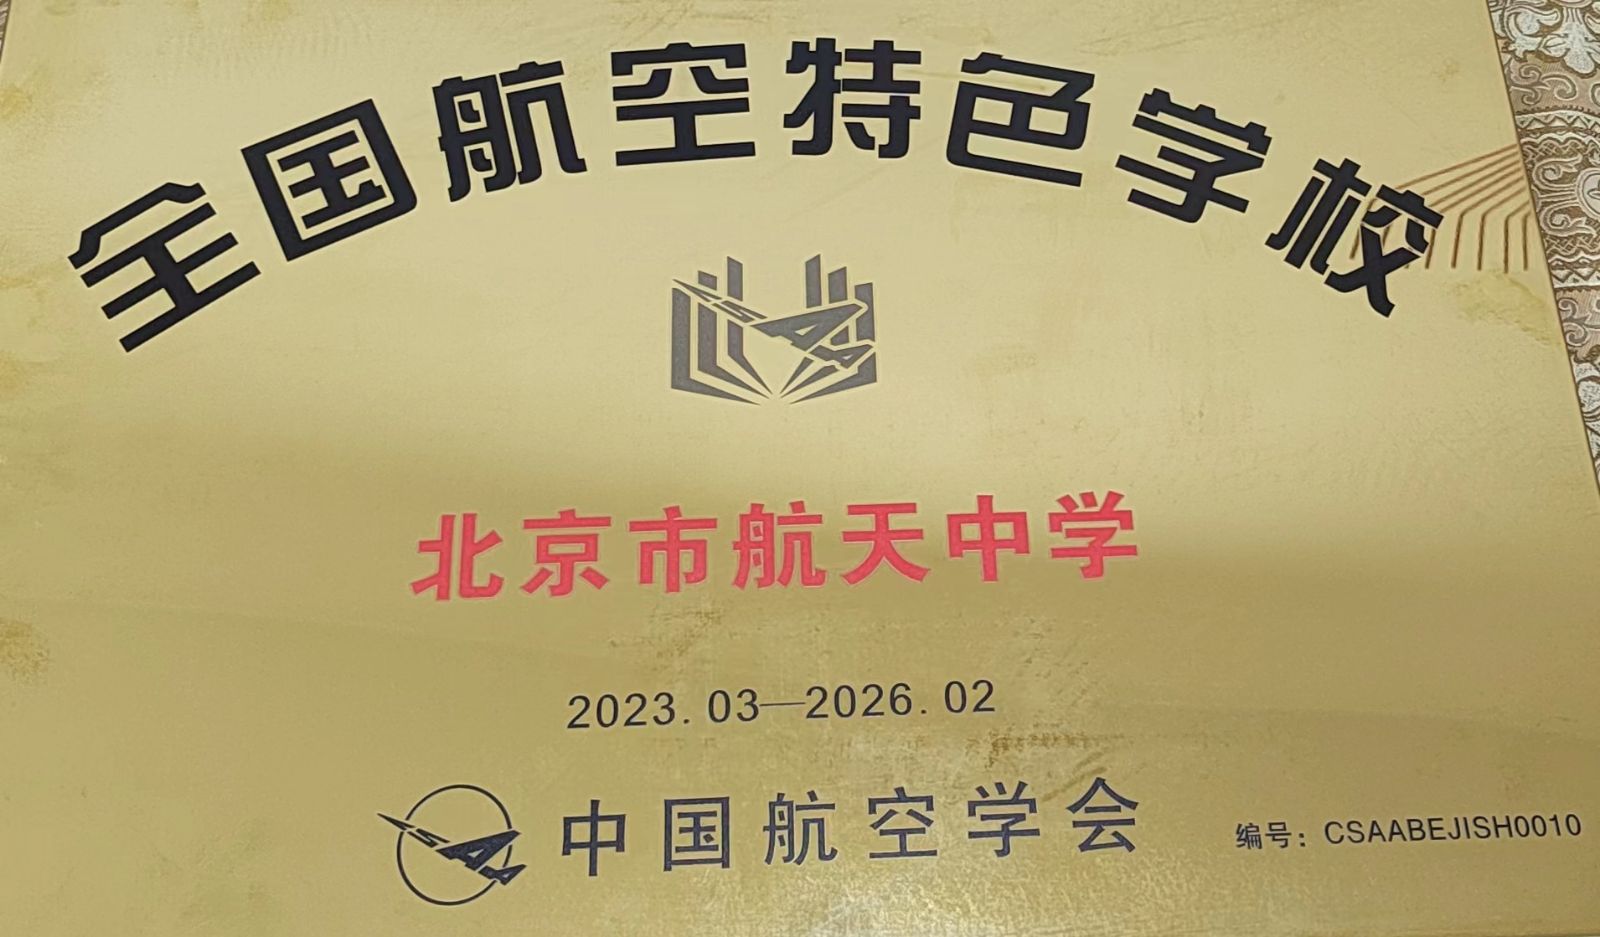 全国航空特色学校
北京市航天中学
2023.03—2026.02
中国航空学会
编号：CSAABEJISH0010